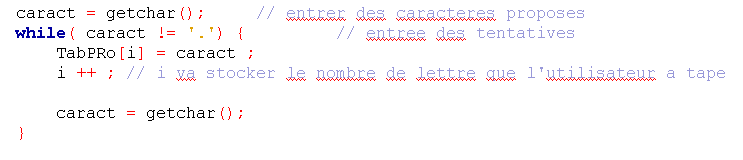 caract = getchar();     // entrer des caracteres proposes
while( caract != '.') {         // entree des tentatives
    TabPRo[i] = caract ;
    i ++ ; // i va stocker le nombre de lettre que l'utilisateur a tape
    caract = getchar();
}